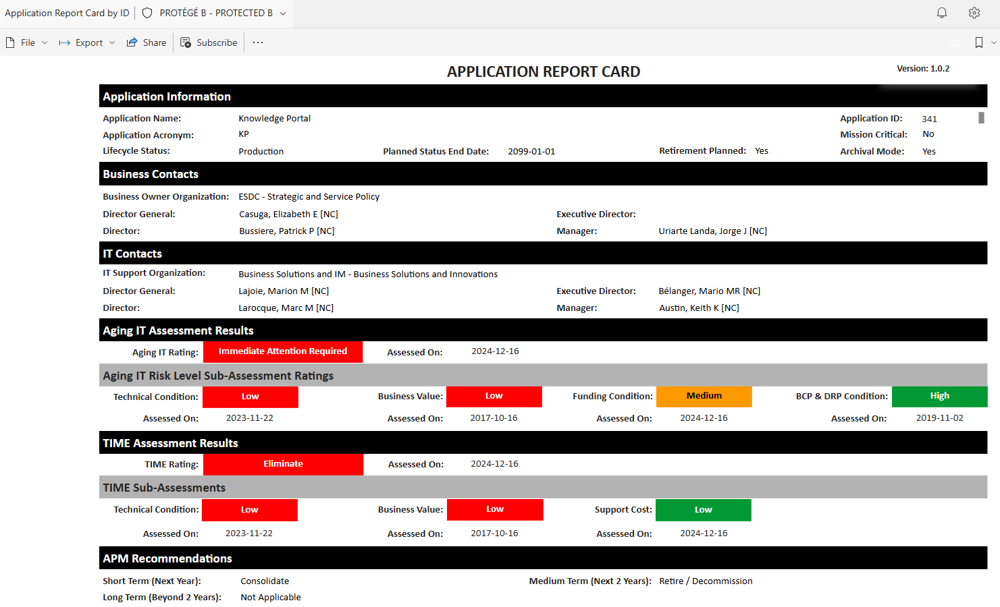 Application Report Card by ID PROTÉGÉ B - PROTECTED B
File Export Share Subscribe ...
APPLICATION REPORT CARD Version: 1.0.2
Application Information
Application Name: Knowledge Portal Application ID: 341
Application Acronym: KP Mission Critical: No
Lifecycle Status: Production Planned Status End Date: 2099-01-01 Retirement Planned: Yes Archival Mode: Yes
Business Contacts
Business Owner Organization: ESDC - Strategic and Service Policy
Director General: Casuga, Elizabeth E [NC] Executive Director:
Director: Bussiere, Patrick P [NC] Manager: Uriarte Landa, Jorge J [NC]
IT Contacts
IT Support Organization: Business Solutions and IM - Business Solutions and Innovations
Director General: Lajoie, Marion M [NC] Executive Director: Bélanger, Mario MR [NC]
Director: Larocque, Marc M [NC] Manager: Austin, Keith K [NC]
Aging IT Assessment Results
Aging IT Rating: Immediate Attention Required Assessed On: 2024-12-16
Aging IT Risk Level Sub-Assessment Ratings
Technical Condition: Low Business Value: Low Funding Condition: Medium BCP & DRP Condition: High
Assessed On: 2023-11-22 Assessed On: 2017-10-16 Assessed On: 2024-12-16 Assessed On: 2019-11-02
TIME Assessment Results
TIME Rating: Eliminate Assessed On: 2024-12-16
TIME Sub-Assessments
Technical Condition: Low Business Value: Low Support Cost: Low
Assessed On: 2023-11-22 Assessed On: 2017-10-16 Assessed On: 2024-12-16
APM Recommendations
Short Term (Next Year): Consolidate Medium Term (Next 2 Years): Retire / Decommission
Long Term (Beyond 2 Years): Not Applicable